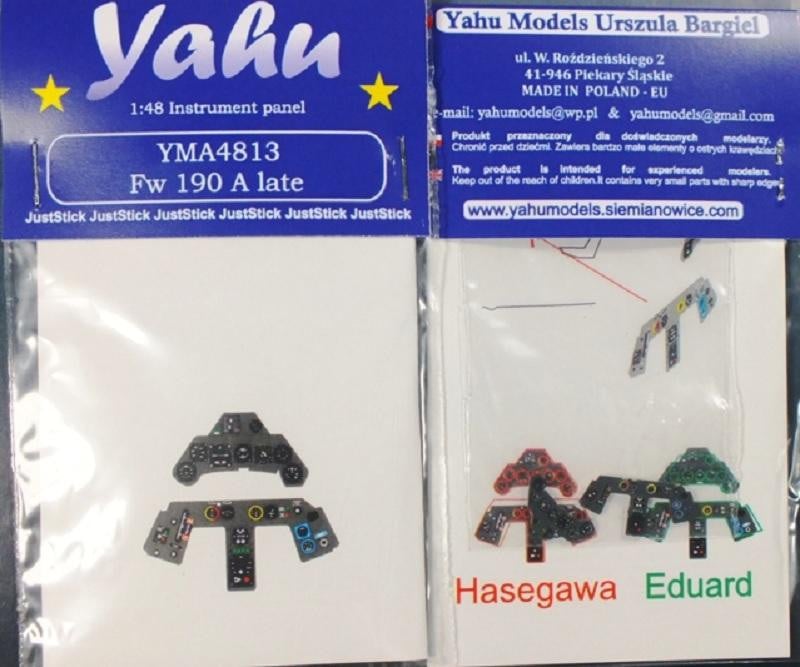 Yahu
1:48 Instrument panel
YMA4813
Fw 190 A late
JustStick JustStick JustStick JustStick JustStick JustStick
Yahu Models Urszula Bargiel
ul. W. Roździeńskiego 2
41-946 Piekary Śląskie
MADE IN POLAND - EU
e-mail: yahumodels@wp.pl & yahumodels@gmail.com
Produkt przeznaczony dla doświadczonych modelarzy.
Chronić przed dziećmi. Zawiera bardzo małe elementy o ostrych krawędziach
The product is intended for experienced modelers.
Keep out of the reach of children.It contains very small parts with sharp edges
www.yahumodels.siemianowice.com
Hasegawa Eduard